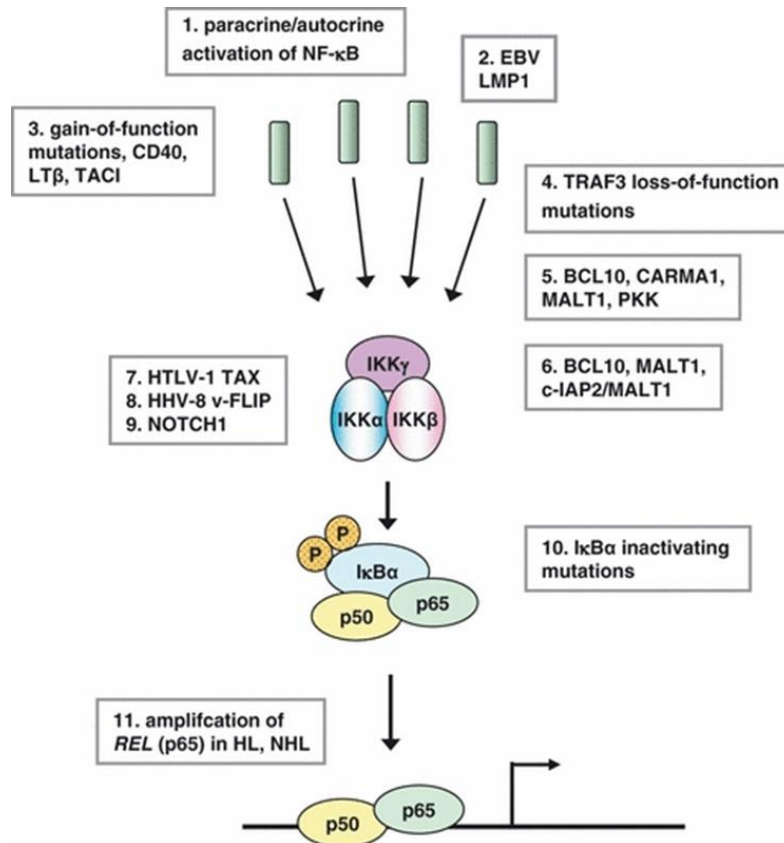 1. paracrine/autocrine
activation of NF-κB
2. EBV
LMP1
3. gain-of-function
mutations, CD40,
LTβ, TACI
4. TRAF3 loss-of-function
mutations
5. BCL10, CARMA1,
MALT1, PKK
IKKγ
IKKα
IKKβ
6. BCL10, MALT1,
c-IAP2/MALT1
7. HTLV-1 TAX
8. HHV-8 v-FLIP
9. NOTCH1
P
P
IκBα
p50
p65
10. IκBα inactivating
mutations
11. amplifcation of
REL (p65) in HL, NHL
p50
p65